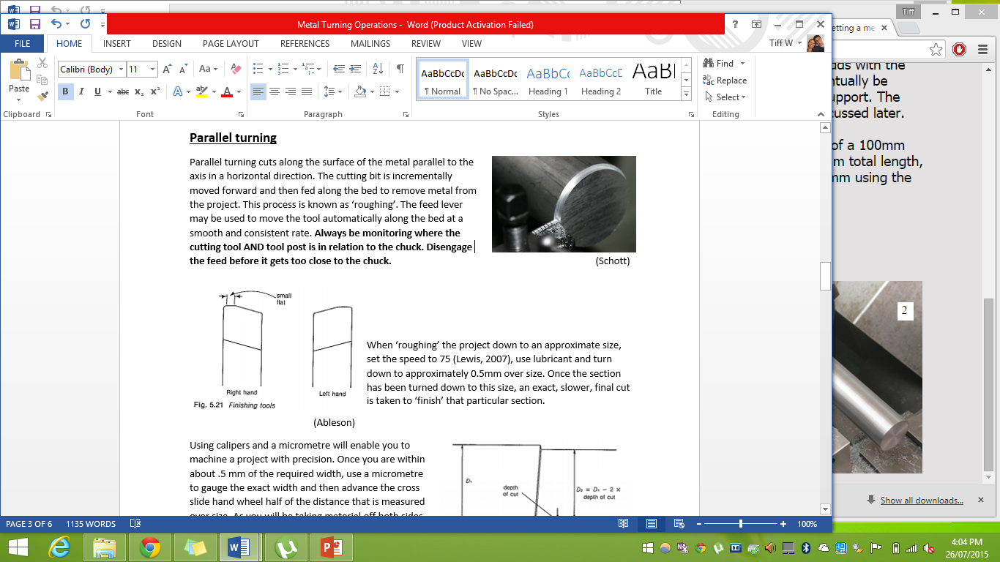 Tiff
Metal Turning Operations - Word (Product Activation Failed)
etting a me
FILE HOME INSERT DESIGN PAGE LAYOUT REFERENCES MAILINGS REVIEW VIEW
Tiff W
Paste
Calibri (Body) 11
Aa
B I U abc x₂ x² A ab A
AaBbCcDc AaBbCcDc AaBbCc AaBbCcD AaBl
¶ Normal ¶ No Spac... Heading 1 Heading 2 Title
Find
Replace
Select
Clipboard Font Paragraph Styles Editing
Parallel turning
Parallel turning cuts along the surface of the metal parallel to the
axis in a horizontal direction. The cutting bit is incrementally
moved forward and then fed along the bed to remove metal from
the project. This process is known as ‘roughing’. The feed lever
may be used to move the tool automatically along the bed at a
smooth and consistent rate. Always be monitoring where the
cutting tool AND tool post is in relation to the chuck. Disengage
the feed before it gets too close to the chuck.
(Schott)
small
flat
Right hand
Left hand
Fig. 5.21 Finishing tools
(Ableson)
When ‘roughing’ the project down to an approximate size,
set the speed to 75 (Lewis, 2007), use lubricant and turn
down to approximately 0.5mm over size. Once the section
has been turned down to this size, an exact, slower, final cut
is taken to ‘finish’ that particular section.
Using calipers and a micrometre will enable you to
machine a project with precision. Once you are within
about .5 mm of the required width, use a micrometre
to gauge the exact width and then advance the cross
slide hand wheel half of the distance that is measured
over size. As you will be taking material off both sides
D₁
depth
of cut
D₂ = D₁ − 2 ×
depth of cut
with the
ntually be
upport. The
cussed later.
of a 100mm
m total length,
mm using the
2
Show all downloads...
PAGE 3 OF 6 1135 WORDS
100%
4:04 PM
26/07/2015